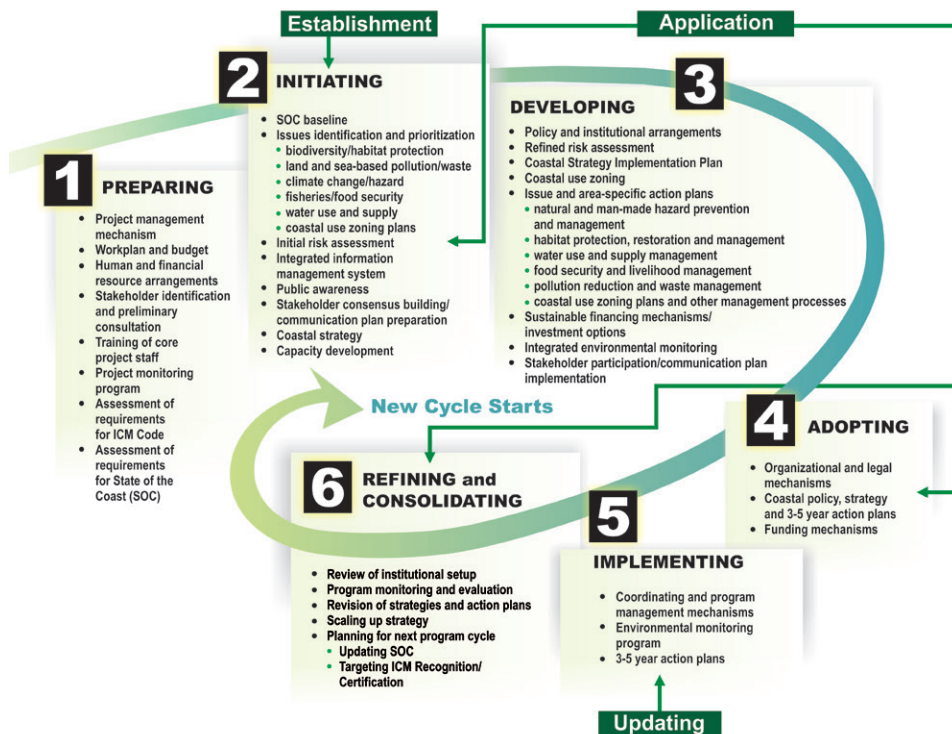 Establishment
Application
1
PREPARING
• Project management
mechanism
• Workplan and budget
• Human and financial
resource arrangements
• Stakeholder identification
and preliminary
consultation
• Training of core
project staff
• Project monitoring
program
• Assessment of
requirements
for ICM Code
• Assessment of
requirements
for State of the
Coast (SOC)
2
INITIATING
• SOC baseline
• Issues identification and prioritization
• biodiversity/habitat protection
• land and sea-based pollution/waste
• climate change/hazard
• fisheries/food security
• water use and supply
• coastal use zoning plans
• Initial risk assessment
• Integrated information
management system
• Public awareness
• Stakeholder consensus building/
communication plan preparation
• Coastal strategy
• Capacity development
3
DEVELOPING
• Policy and institutional arrangements
• Refined risk assessment
• Coastal Strategy Implementation Plan
• Coastal use zoning
• Issue and area-specific action plans
• natural and man-made hazard prevention
and management
• habitat protection, restoration and management
• water use and supply management
• food security and livelihood management
• pollution reduction and waste management
• coastal use zoning plans and other management processes
• Sustainable financing mechanisms/
investment options
• Integrated environmental monitoring
• Stakeholder participation/communication plan
implementation
New Cycle Starts
4
ADOPTING
• Organizational and legal
mechanisms
• Coastal policy, strategy
and 3-5 year action plans
• Funding mechanisms
5
IMPLEMENTING
• Coordinating and program
management mechanisms
• Environmental monitoring
program
• 3-5 year action plans
6
REFINING and
CONSOLIDATING
• Review of institutional setup
• Program monitoring and evaluation
• Revision of strategies and action plans
• Scaling up strategy
• Planning for next program cycle
• Updating SOC
• Targeting ICM Recognition/
Certification
Updating